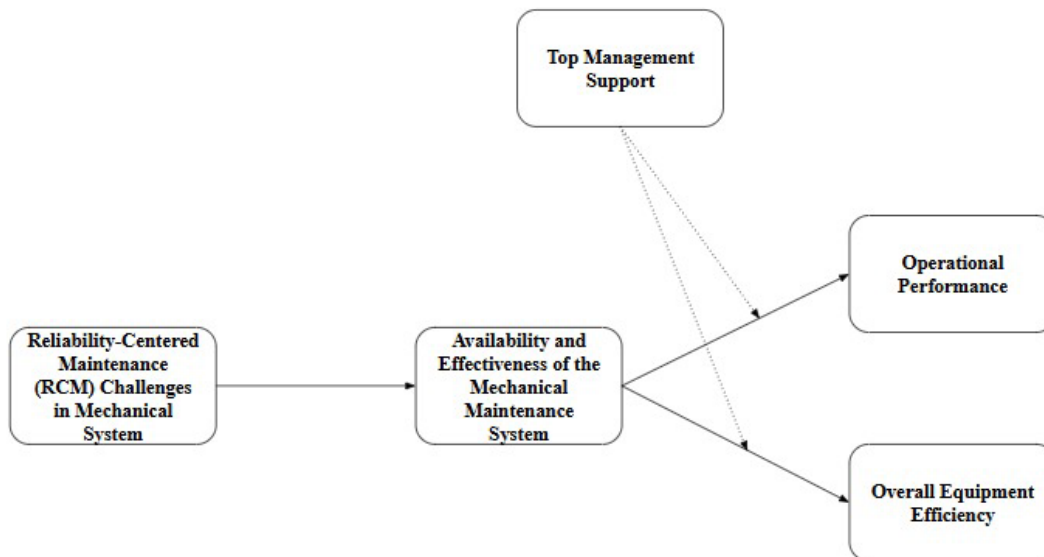 Top Management
Support
Operational
Performance
Reliability-Centered
Maintenance
(RCM) Challenges
in Mechanical
System
Availability and
Effectiveness of the
Mechanical
Maintenance
System
Overall Equipment
Efficiency